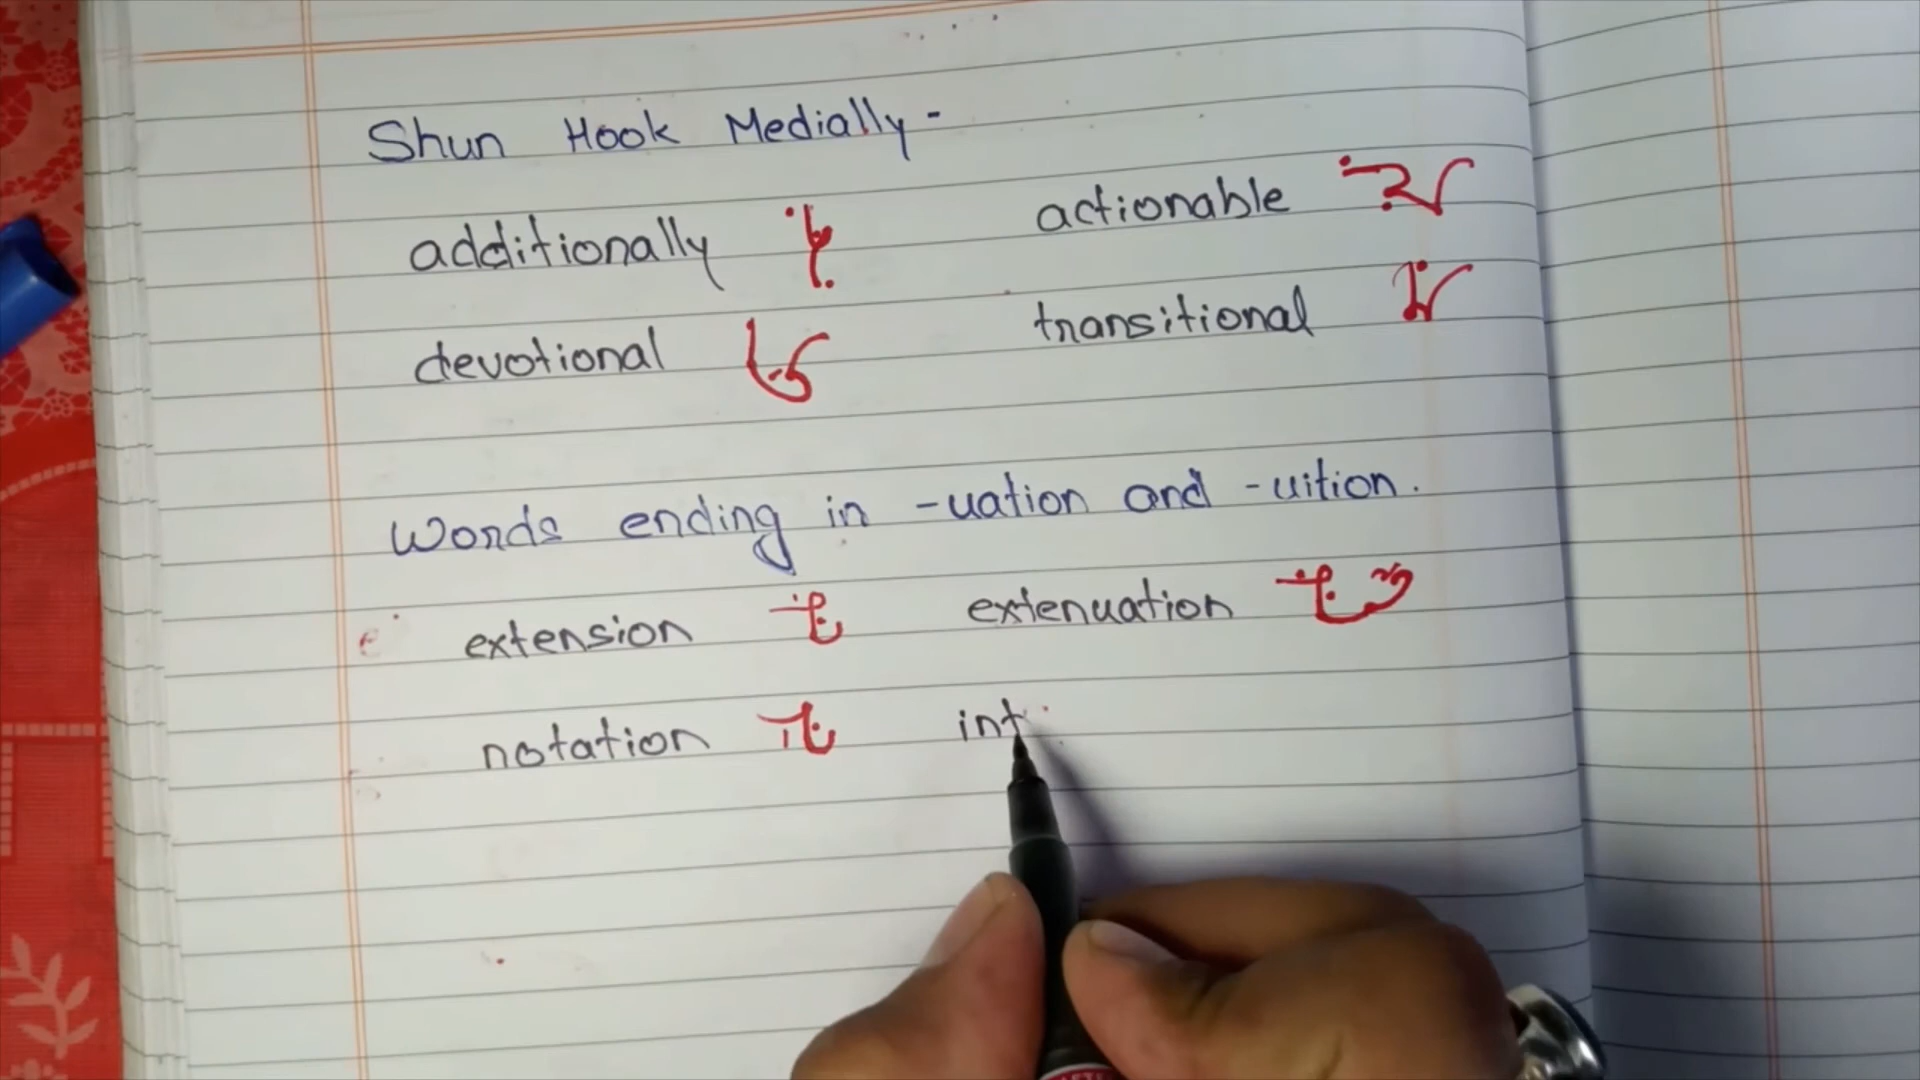 Shun Hook Medially -
additionally actionable
devotional transitional
Words ending in -uation and -uition.
extension extenuation
notation int